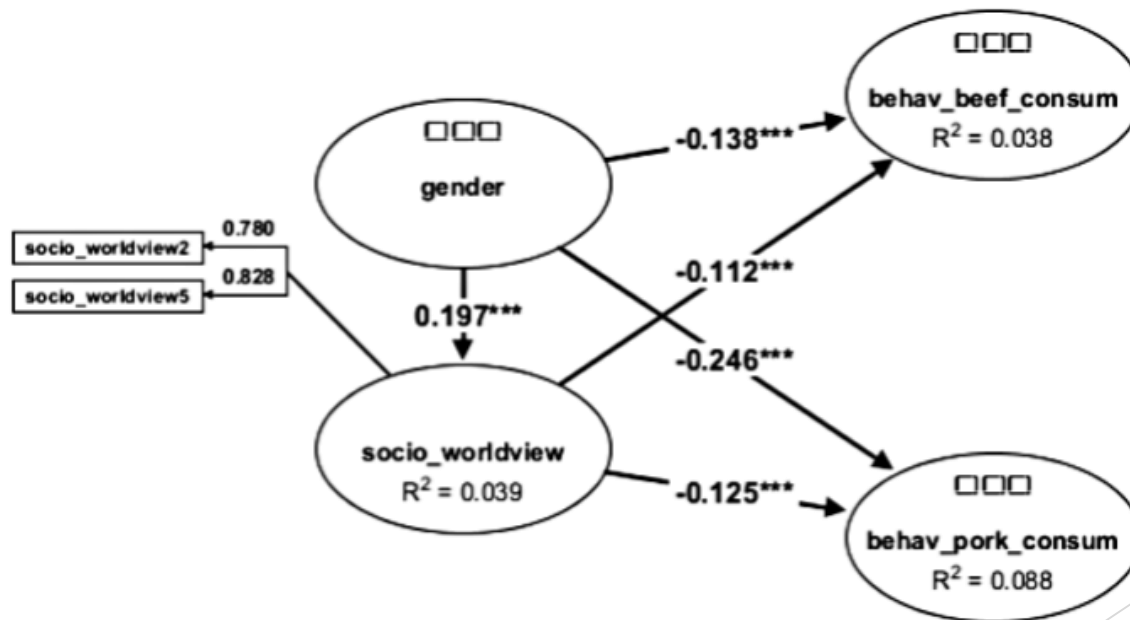 behav_beef_consum
R² = 0.038
-0.138***
gender
0.780
socio_worldview2
0.828
socio_worldview5
-0.112***
0.197***
-0.246***
socio_worldview
R² = 0.039
-0.125***
behav_pork_consum
R² = 0.088